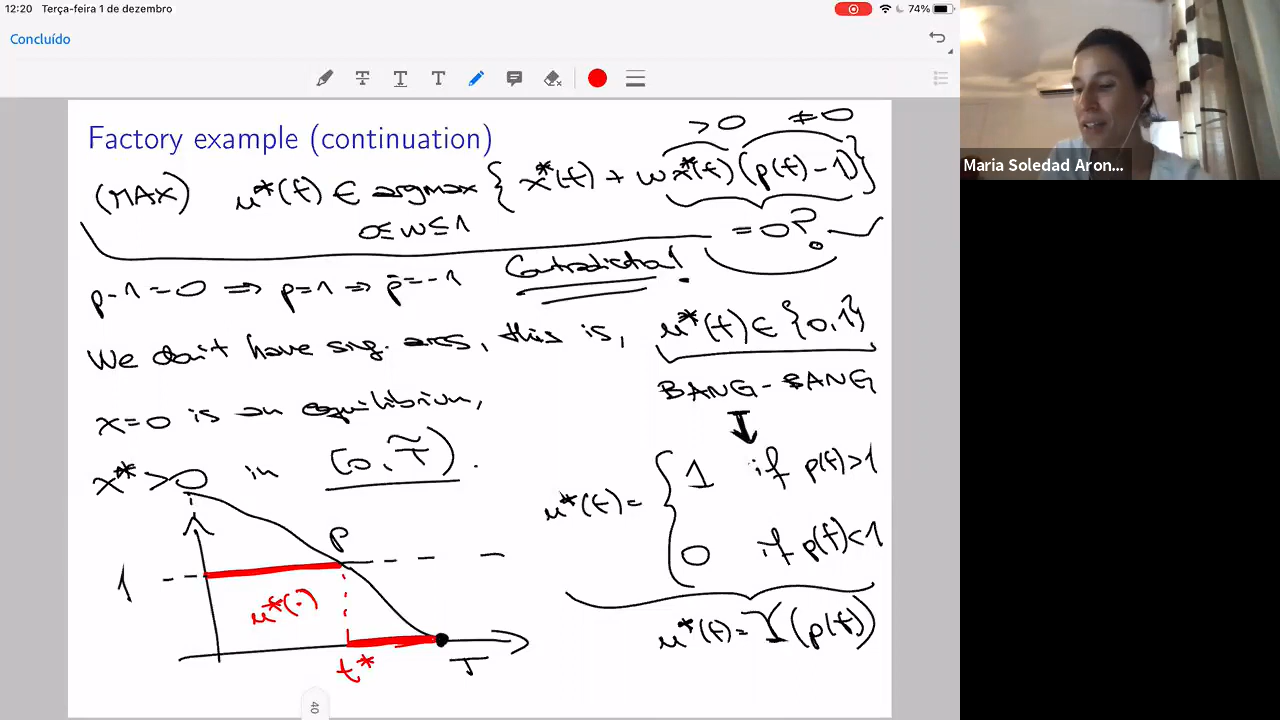 12:20 Terça-feira 1 de dezembro 74%
Concluído
Factory example (continuation)
>0 ≠0
(MAX) u*(t) ∈ argmax { x*(t) + w x*(t) (p(t) - 1) }
0≤w≤1
= 0?
p-1=0 ⇒ p=1 ⇒ ṗ=-1 Contradiction!
We don't have sing. arcs, this is, u*(t) ∈ {0,1}
BANG-BANG
x=0 is an equilibrium,
x* >0 in [0, T̃).
u*(t) = { 1 if p(t)>1
0 if p(t)<1
u*(t) = Υ(p(t))
p
1
u*(·)
t*
T
40
Maria Soledad Aron...